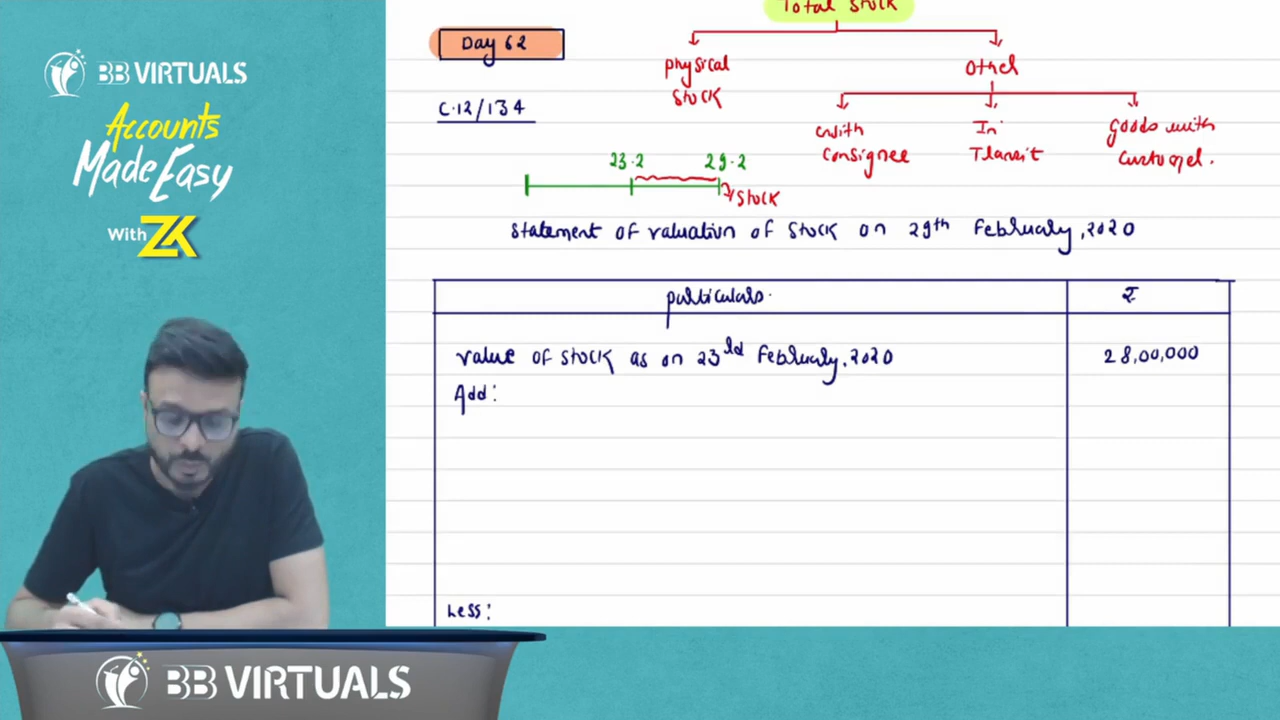 BB VIRTUALS
Accounts
Made Easy
With ZK
Total Stock
Day 62
physical
stock
Other
C.12/134
with
consignee
In
Transit
Goods with
customer.
23.2
29.2
Stock
Statement of valuation of stock on 29th February, 2020
particulars.
₹
value of stock as on 23rd February, 2020
28,00,000
Add:
Less:
BB VIRTUALS